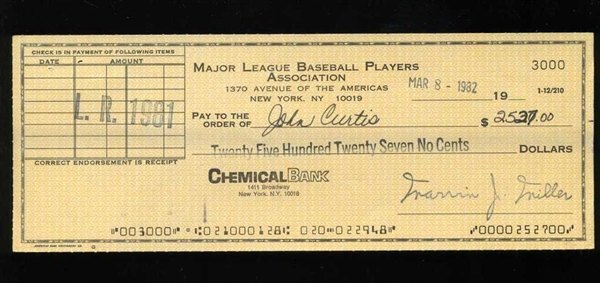 CHECK IS IN PAYMENT OF FOLLOWING ITEMS
DATE AMOUNT
L. R. 1981
CORRECT ENDORSEMENT IS RECEIPT
MAJOR LEAGUE BASEBALL PLAYERS
ASSOCIATION
1370 AVENUE OF THE AMERICAS
NEW YORK, NY 10019
3000
MAR 8 - 1982 19
1-12/210
PAY TO THE
ORDER OF John Curtis $ 2527.00
Twenty Five Hundred Twenty Seven No Cents DOLLARS
CHEMICAL BANK
1411 Broadway
New York, N.Y. 10018
Marvin J. Miller
⑈003000⑈ ⑆021000128⑆ 020⑉022948⑈ ⑈0000252700⑈